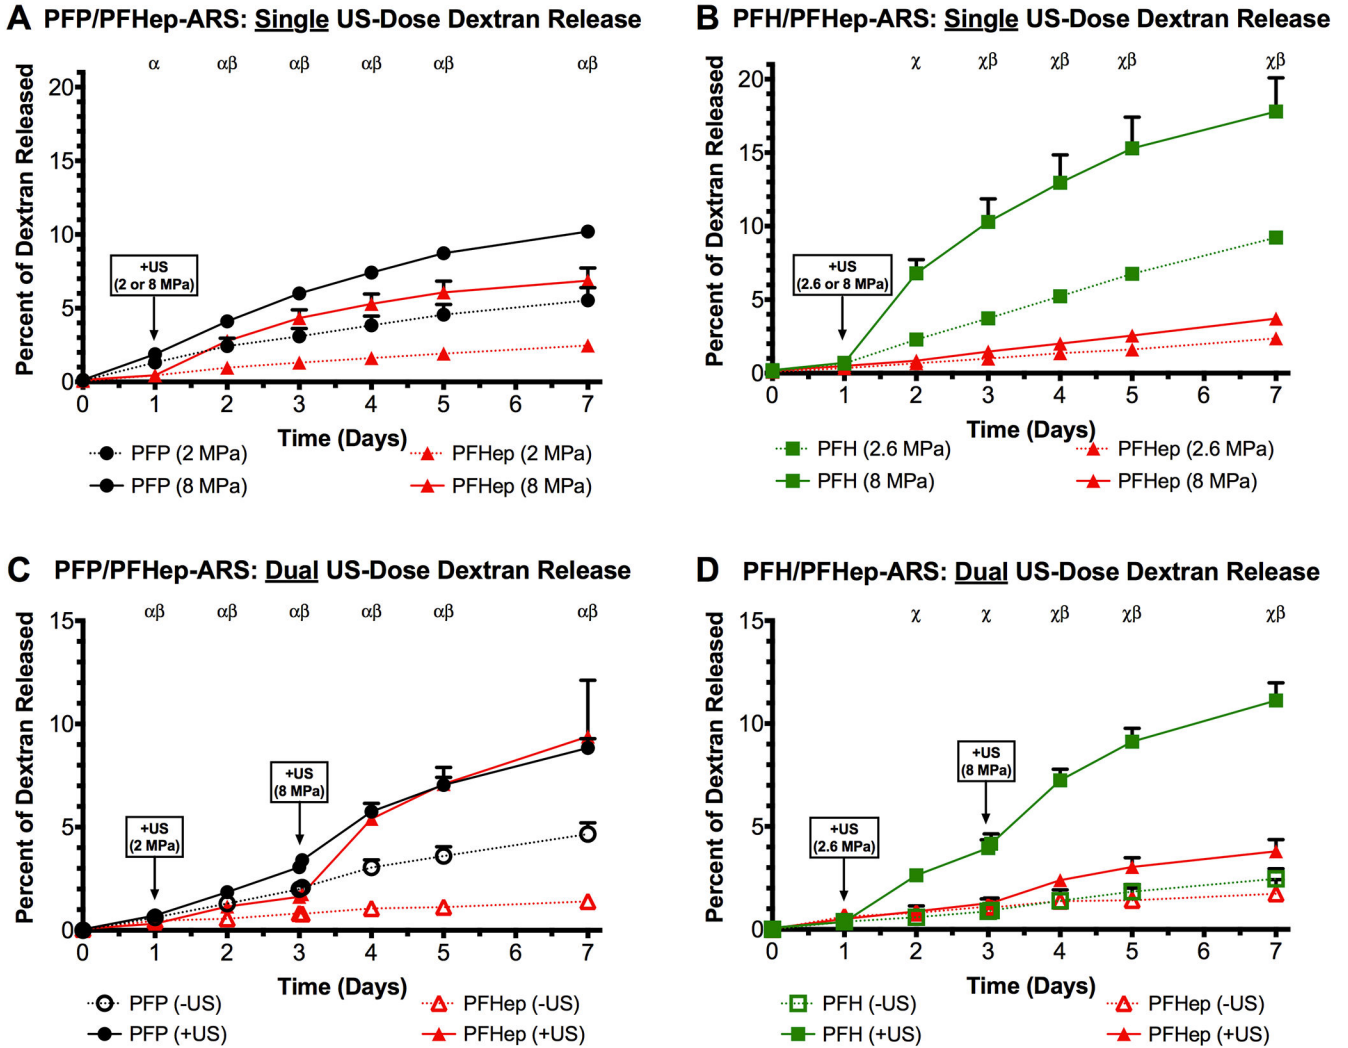 A PFP/PFHep-ARS: Single US-Dose Dextran Release
α αβ αβ αβ αβ αβ
Percent of Dextran Released
20
15
10
5
0
+US
(2 or 8 MPa)
0 1 2 3 4 5 6 7
Time (Days)
PFP (2 MPa) PFHep (2 MPa)
PFP (8 MPa) PFHep (8 MPa)
B PFH/PFHep-ARS: Single US-Dose Dextran Release
χ χβ χβ χβ χβ χβ
Percent of Dextran Released
20
15
10
5
0
+US
(2.6 or 8 MPa)
0 1 2 3 4 5 6 7
Time (Days)
PFH (2.6 MPa) PFHep (2.6 MPa)
PFH (8 MPa) PFHep (8 MPa)
C PFP/PFHep-ARS: Dual US-Dose Dextran Release
αβ αβ αβ αβ αβ αβ
Percent of Dextran Released
15
10
5
0
+US
(8 MPa)
+US
(2 MPa)
0 1 2 3 4 5 6 7
Time (Days)
PFP (-US) PFHep (-US)
PFP (+US) PFHep (+US)
D PFH/PFHep-ARS: Dual US-Dose Dextran Release
χ χ χβ χβ χβ
Percent of Dextran Released
15
10
5
0
+US
(8 MPa)
+US
(2.6 MPa)
0 1 2 3 4 5 6 7
Time (Days)
PFH (-US) PFHep (-US)
PFH (+US) PFHep (+US)